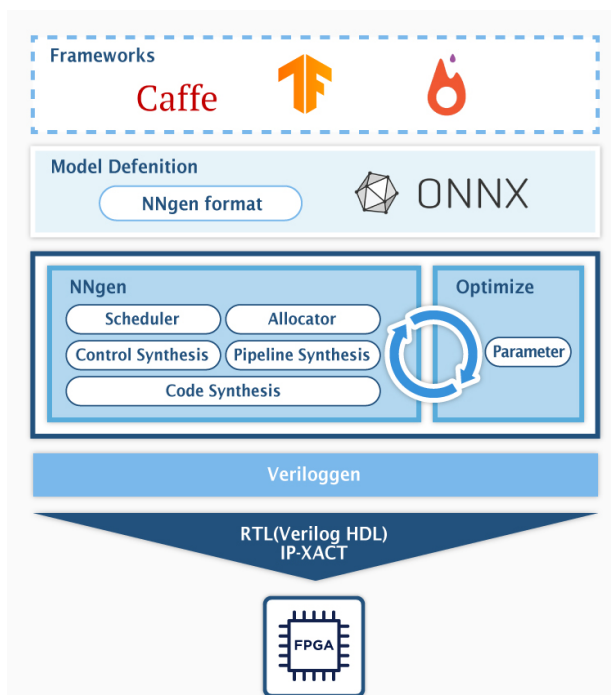 Frameworks
Caffe
Model Defenition
NNgen format
ONNX
NNgen
Scheduler
Allocator
Control Synthesis
Pipeline Synthesis
Code Synthesis
Optimize
Parameter
Veriloggen
RTL(Verilog HDL)
IP-XACT
FPGA